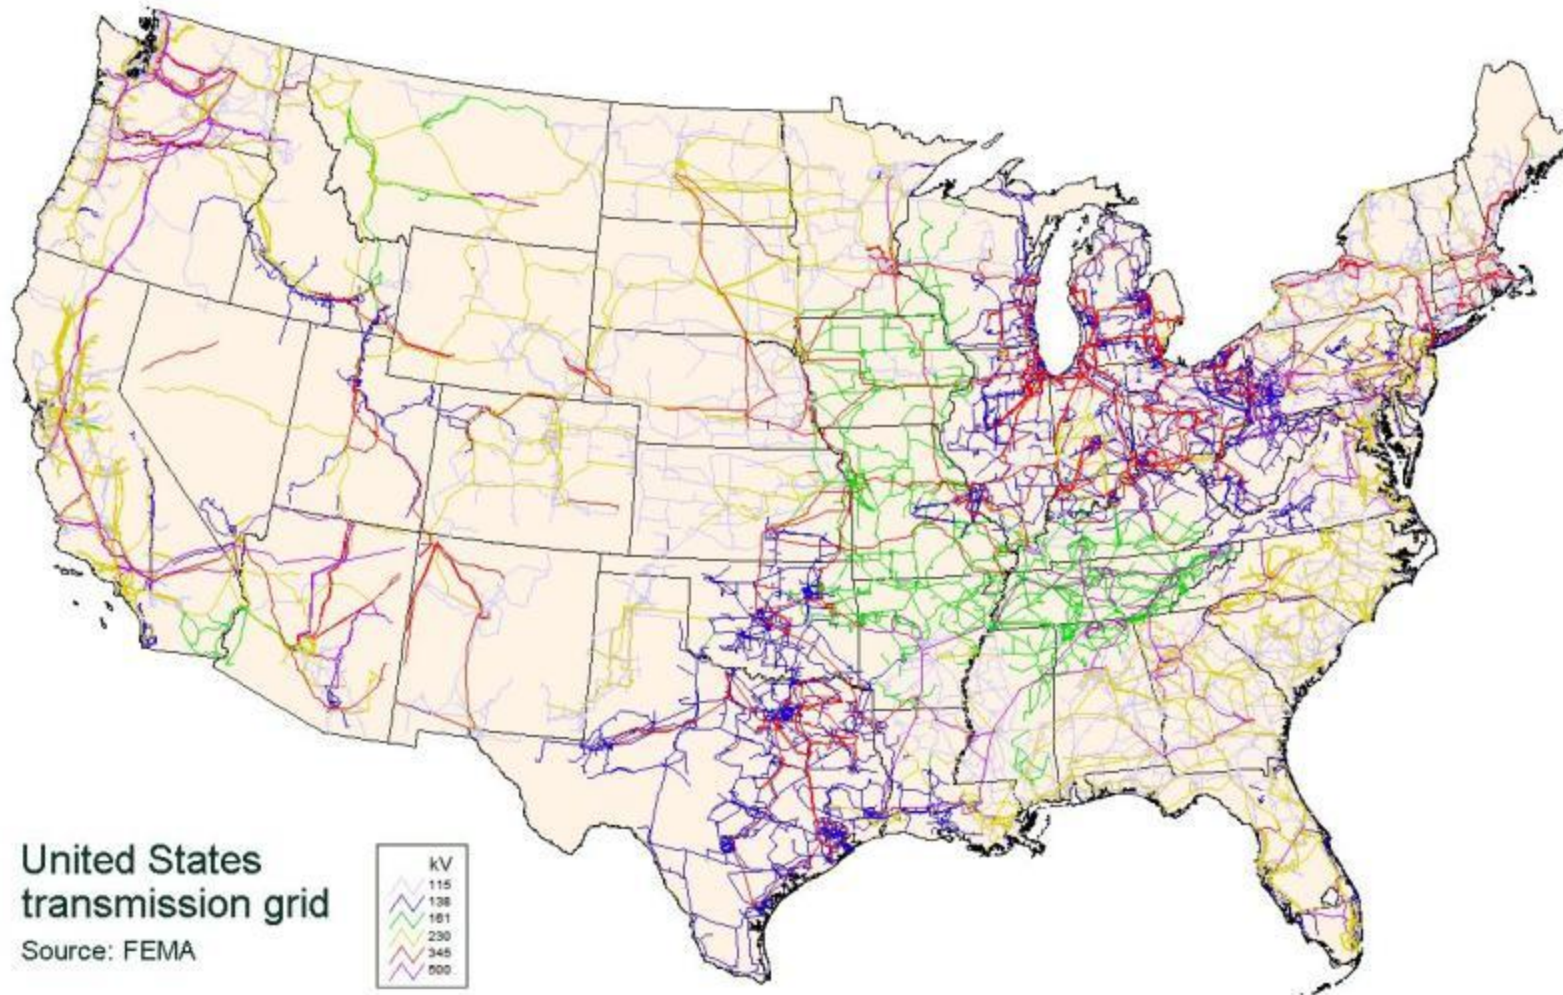 United States
transmission grid
Source: FEMA
kV
115
138
161
230
345
500